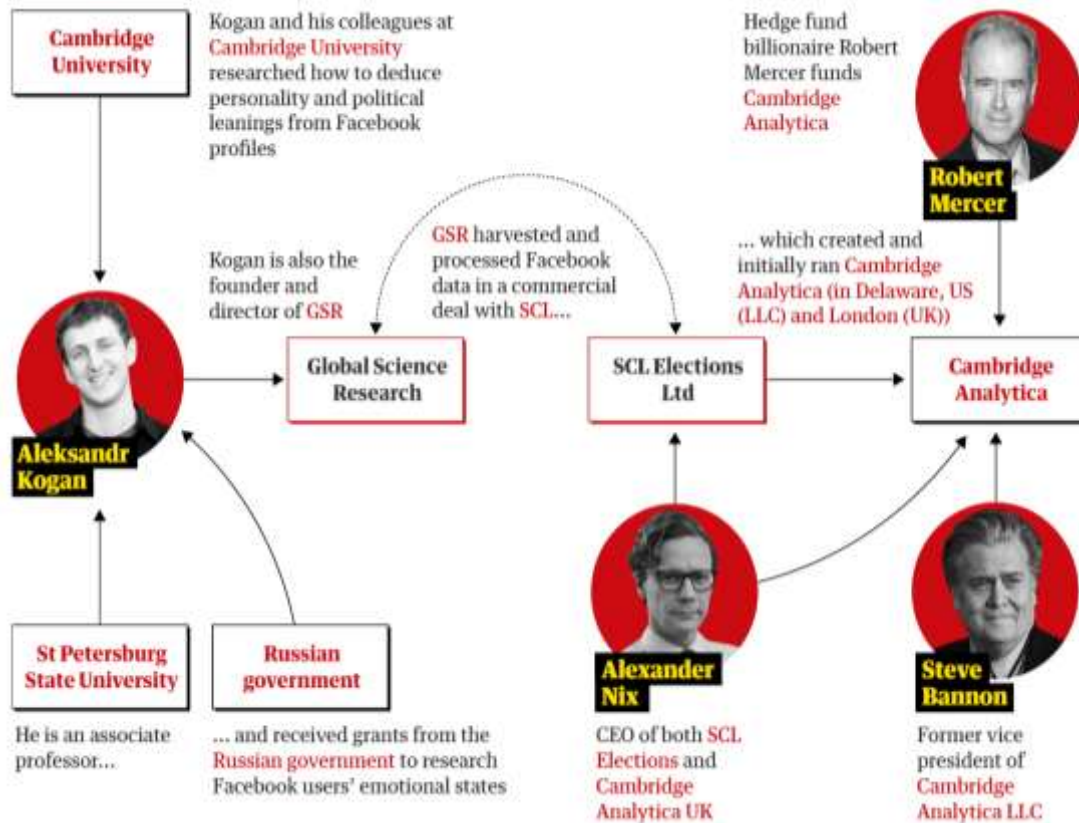 Cambridge
University
Kogan and his colleagues at
Cambridge University
researched how to deduce
personality and political
leanings from Facebook
profiles
Hedge fund
billionaire Robert
Mercer funds
Cambridge
Analytica
Robert
Mercer
Kogan is also the
founder and
director of GSR
GSR harvested and
processed Facebook
data in a commercial
deal with SCL...
... which created and
initially ran Cambridge
Analytica (in Delaware, US
(LLC) and London (UK))
Aleksandr
Kogan
Global Science
Research
SCL Elections
Ltd
Cambridge
Analytica
St Petersburg
State University
He is an associate
professor...
Russian
government
... and received grants from the
Russian government to research
Facebook users' emotional states
Alexander
Nix
CEO of both SCL
Elections and
Cambridge
Analytica UK
Steve
Bannon
Former vice
president of
Cambridge
Analytica LLC